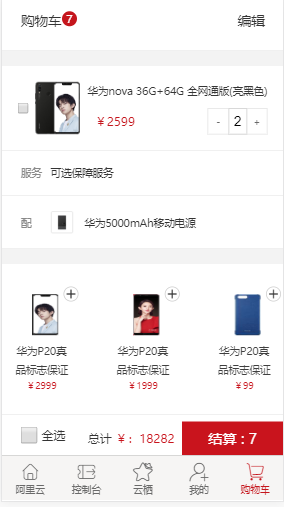 购物车 7 编辑
华为nova 36G+64G 全网通版(亮黑色)
￥2599 - 2 +
服务 可选保障服务
配 华为5000mAh移动电源
+ + +
华为P20真 华为P20真 华为P20真
品标志保证 品标志保证 品标志保证
￥2999 ￥1999 ￥99
全选 总计 ￥：18282 结算 : 7
阿里云 控制台 云栖 我的 购物车